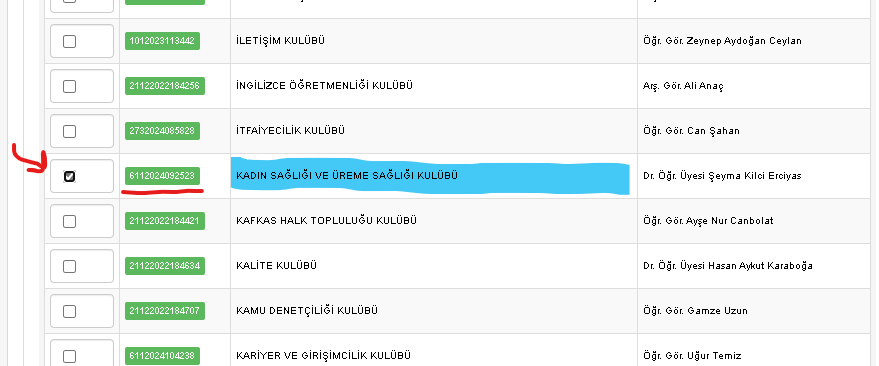 1012023113442 İLETİŞİM KULÜBÜ Öğr. Gör. Zeynep Aydoğan Ceylan
21122022184256 İNGİLİZCE ÖĞRETMENLİĞİ KULÜBÜ Arş. Gör. Ali Anaç
2732024085828 İTFAİYECİLİK KULÜBÜ Öğr. Gör. Can Şahan
6112024092523 KADIN SAĞLIĞI VE ÜREME SAĞLIĞI KULÜBÜ Dr. Öğr. Üyesi Şeyma Kilci Erciyas
21122022184421 KAFKAS HALK TOPLULUĞU KULÜBÜ Öğr. Gör. Ayşe Nur Canbolat
21122022184634 KALİTE KULÜBÜ Dr. Öğr. Üyesi Hasan Aykut Karaboğa
21122022184707 KAMU DENETÇİLİĞİ KULÜBÜ Öğr. Gör. Gamze Uzun
6112024104238 KARİYER VE GİRİŞİMCİLİK KULÜBÜ Öğr. Gör. Uğur Temiz